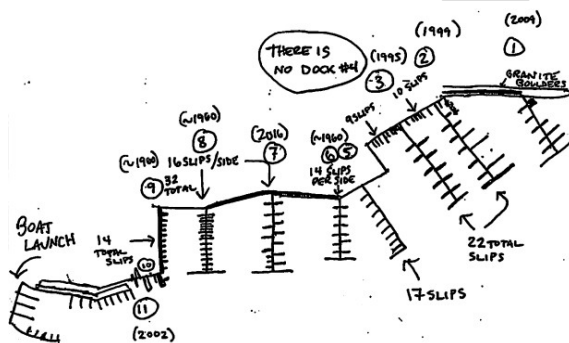 (2009)
①
GRANITE
BOULDERS
(1999)
②
10 SLIPS
(1995)
③
9 SLIPS
THERE IS
NO DOCK #4
(~1960)
⑥ ⑤
14 SLIPS
PER SIDE
(2016)
⑦
(~1960)
⑧
16 SLIPS/SIDE
(~1960)
⑨ 32
TOTAL
22 TOTAL
SLIPS
17 SLIPS
BOAT
LAUNCH
14
TOTAL
SLIPS
⑩
⑪
(2002)